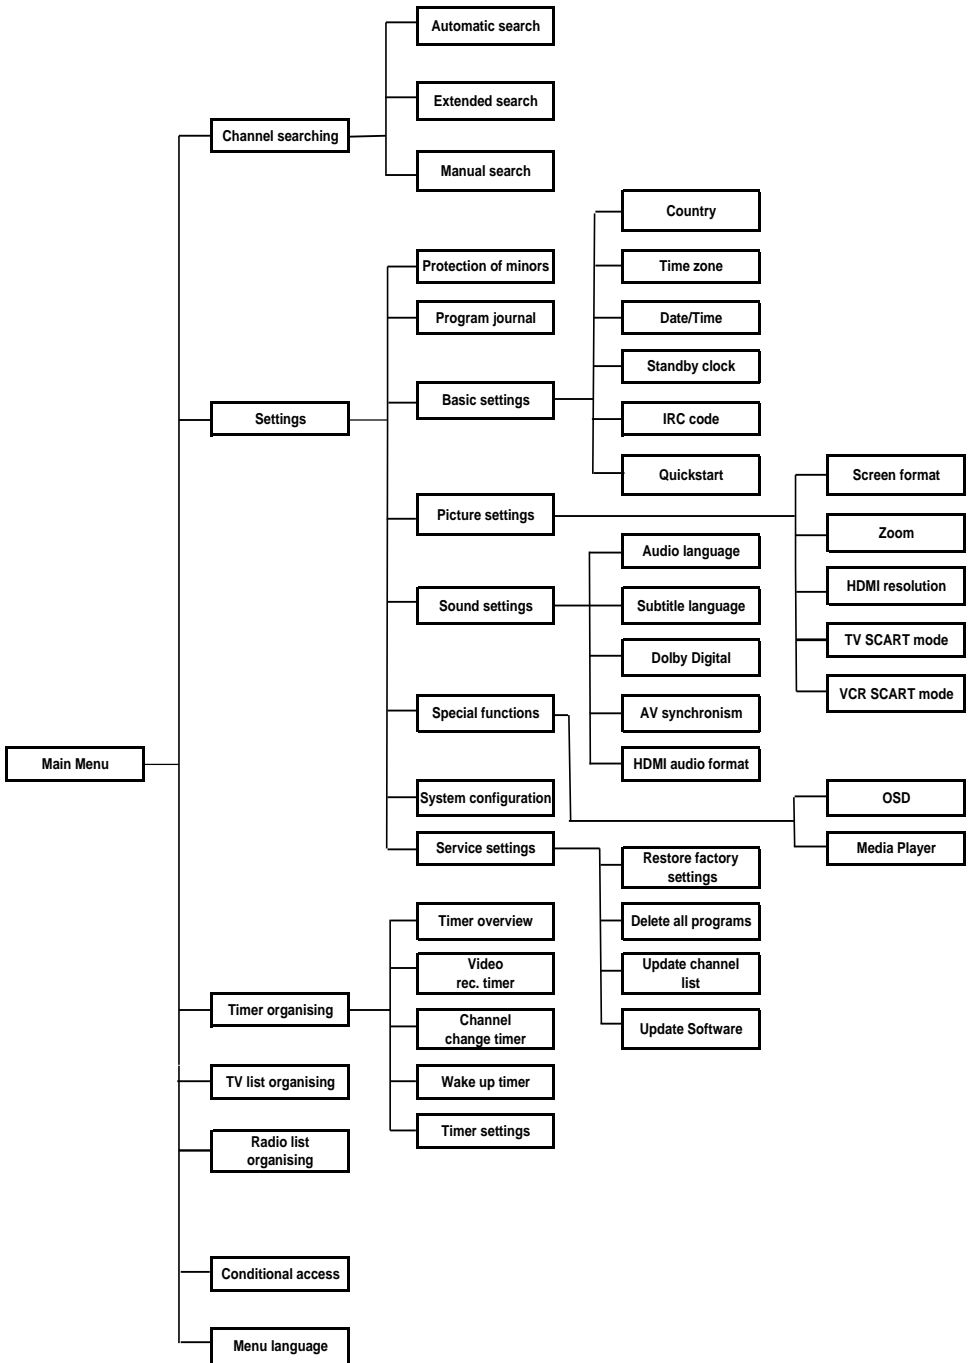 Automatic search
Extended search
Channel searching
Manual search
Country
Protection of minors
Time zone
Program journal
Date/Time
Standby clock
Basic settings
Settings
IRC code
Quickstart
Screen format
Picture settings
Zoom
Audio language
HDMI resolution
Sound settings
Subtitle language
TV SCART mode
Dolby Digital
VCR SCART mode
Special functions
AV synchronism
Main Menu
HDMI audio format
System configuration
OSD
Service settings
Media Player
Restore factory
settings
Timer overview
Delete all programs
Video
rec. timer
Update channel
list
Timer organising
Channel
change timer
Update Software
TV list organising
Wake up timer
Timer settings
Radio list
organising
Conditional access
Menu language